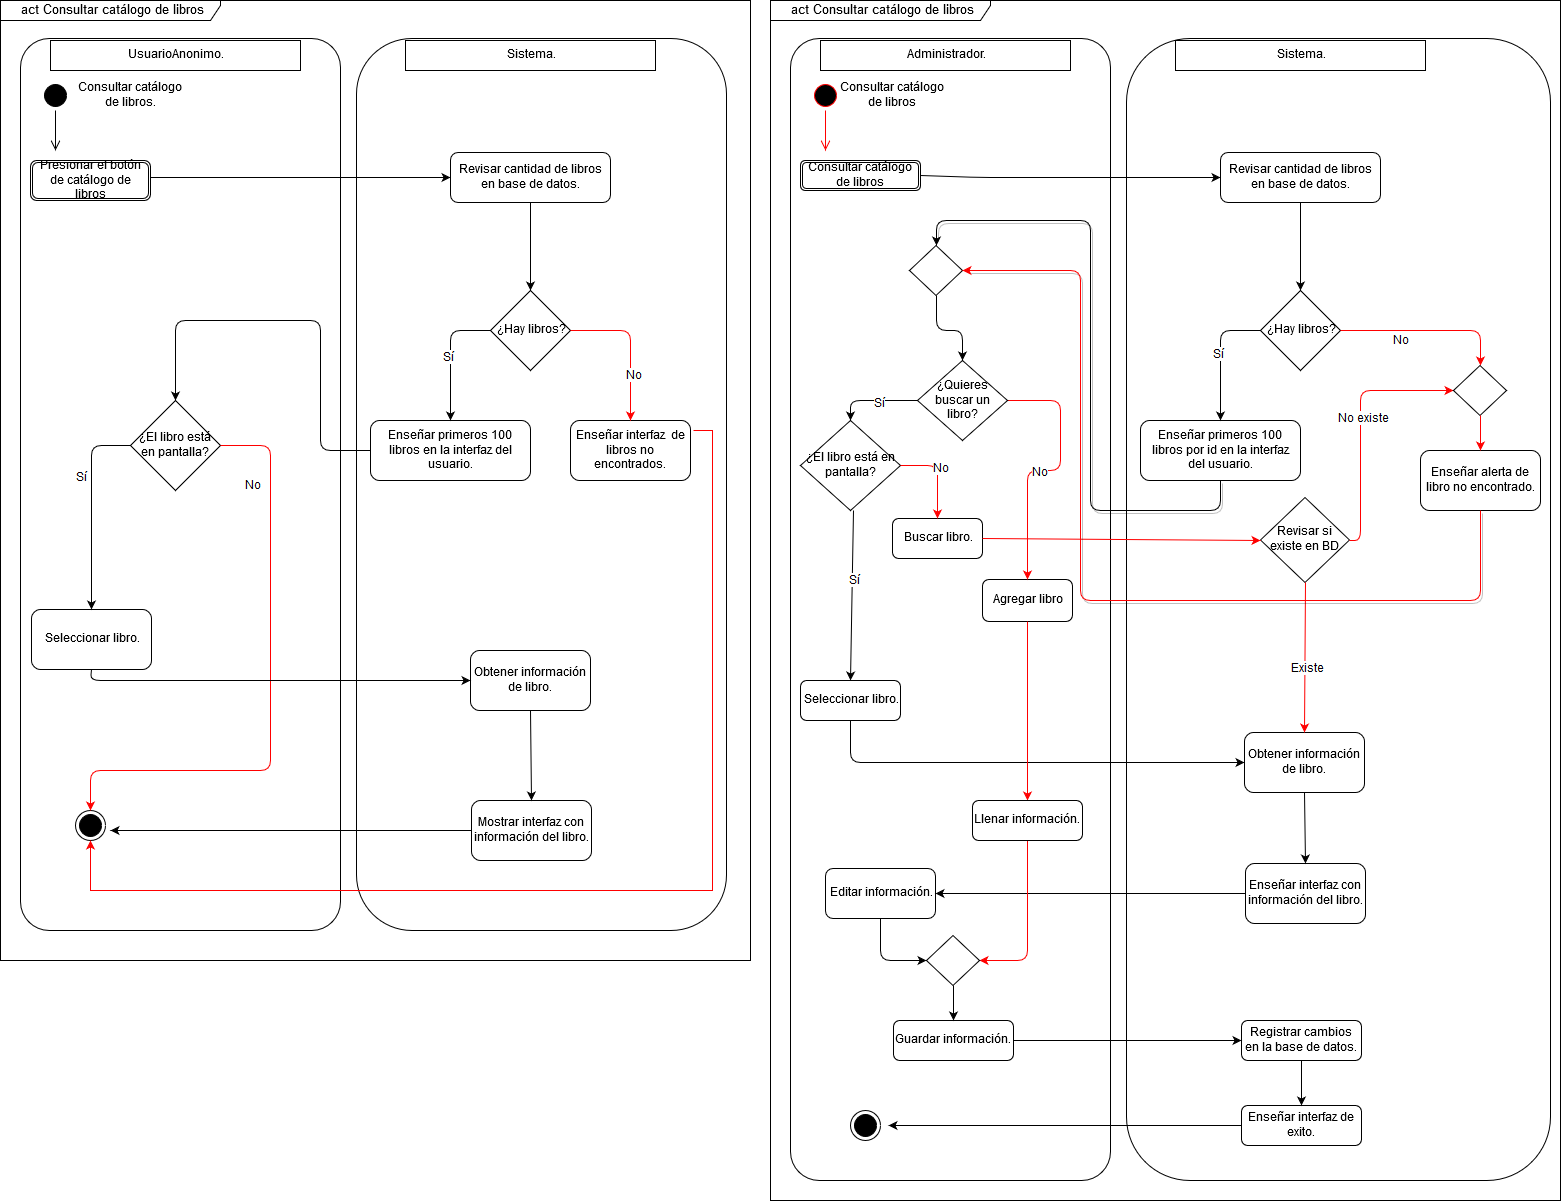 act Consultar catálogo de libros
UsuarioAnonimo.
Sistema.
Consultar catálogo
de libros.
Presionar el botón
de catálogo de
libros
Revisar cantidad de libros
en base de datos.
¿Hay libros?
Sí
No
Enseñar primeros 100
libros en la interfaz del
usuario.
Enseñar interfaz de
libros no
encontrados.
¿El libro está
en pantalla?
Sí
No
Seleccionar libro.
Obtener información
de libro.
Mostrar interfaz con
información del libro.
act Consultar catálogo de libros
Administrador.
Sistema.
Consultar catálogo
de libros
Consultar catálogo
de libros
Revisar cantidad de libros
en base de datos.
¿Hay libros?
Sí
No
¿Quieres
buscar un
libro?
Sí
No
No existe
Enseñar primeros 100
libros por id en la interfaz
del usuario.
¿El libro está en
pantalla?
No
Sí
Enseñar alerta de
libro no encontrado.
Buscar libro.
Revisar si
existe en BD
Agregar libro
Existe
Seleccionar libro.
Obtener información
de libro.
Llenar información.
Editar información.
Enseñar interfaz con
información del libro.
Guardar información.
Registrar cambios
en la base de datos.
Enseñar interfaz de
exito.